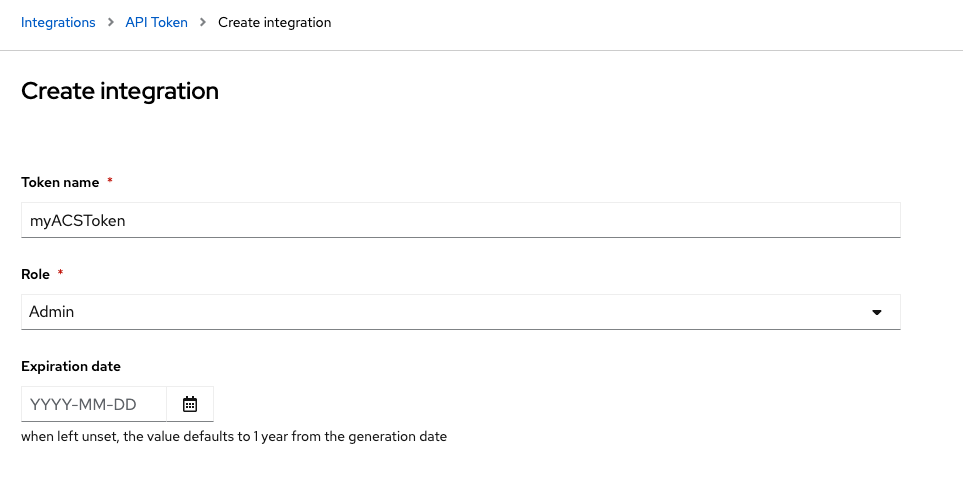 Integrations > API Token > Create integration
Create integration
Token name *
myACSToken
Role *
Admin
Expiration date
YYYY-MM-DD
when left unset, the value defaults to 1 year from the generation date